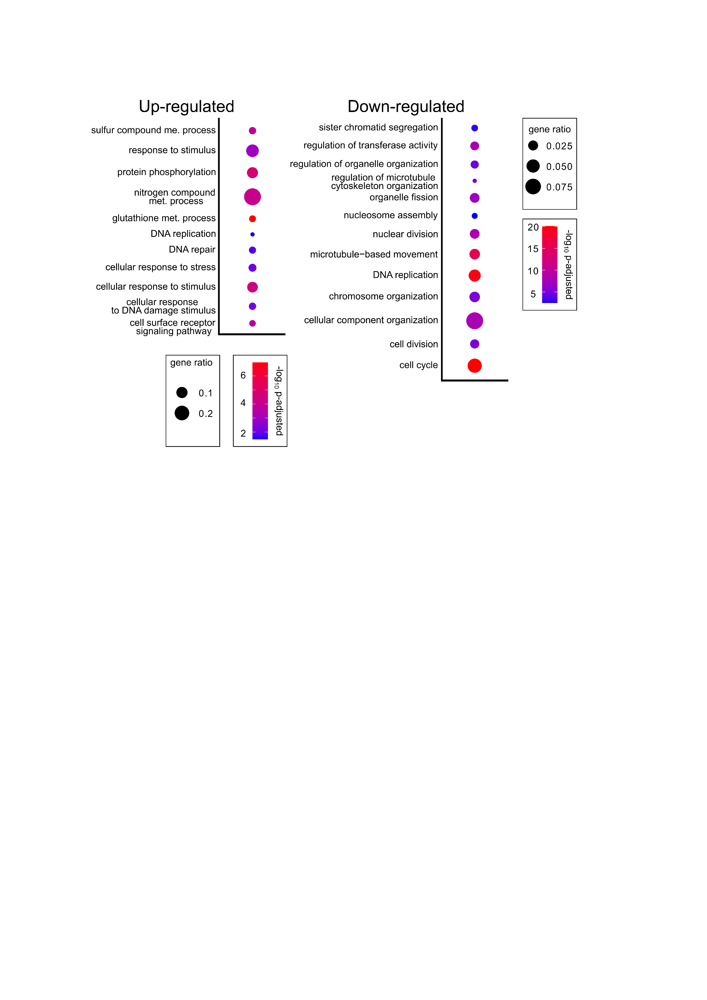 Up-regulated
sulfur compound me. process
response to stimulus
protein phosphorylation
nitrogen compound
met. process
glutathione met. process
DNA replication
DNA repair
cellular response to stress
cellular response to stimulus
cellular response
to DNA damage stimulus
cell surface receptor
signaling pathway
gene ratio
0.1
0.2
6
4
2
-log10 p-adjusted
Down-regulated
sister chromatid segregation
regulation of transferase activity
regulation of organelle organization
regulation of microtubule
cytoskeleton organization
organelle fission
nucleosome assembly
nuclear division
microtubule−based movement
DNA replication
chromosome organization
cellular component organization
cell division
cell cycle
gene ratio
0.025
0.050
0.075
20
15
10
5
-log10 p-adjusted